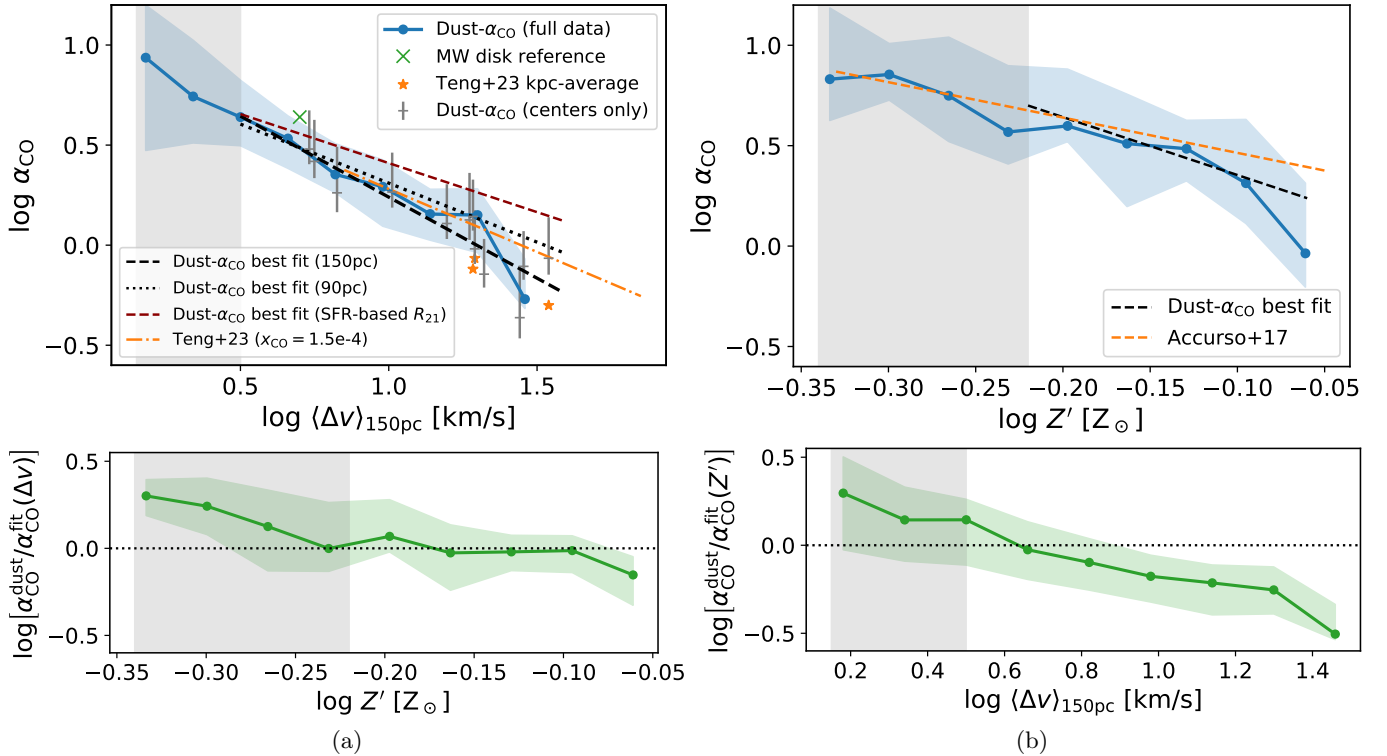 log α_CO
1.0
0.5
0.0
−0.5
Dust-α_CO (full data)
MW disk reference
Teng+23 kpc-average
Dust-α_CO (centers only)
Dust-α_CO best fit (150pc)
Dust-α_CO best fit (90pc)
Dust-α_CO best fit (SFR-based R_21)
Teng+23 (x_CO = 1.5e-4)
0.5 1.0 1.5
log ⟨Δv⟩_150pc [km/s]
log α_CO
1.0
0.5
0.0
−0.5
Dust-α_CO best fit
Accurso+17
−0.35 −0.30 −0.25 −0.20 −0.15 −0.10 −0.05
log Z′ [Z_⊙]
log[α_CO^dust/α_CO^fit(Δv)]
0.5
0.0
−0.5
−0.35 −0.30 −0.25 −0.20 −0.15 −0.10 −0.05
log Z′ [Z_⊙]
(a)
log[α_CO^dust/α_CO^fit(Z′)]
0.5
0.0
−0.5
0.2 0.4 0.6 0.8 1.0 1.2 1.4
log ⟨Δv⟩_150pc [km/s]
(b)